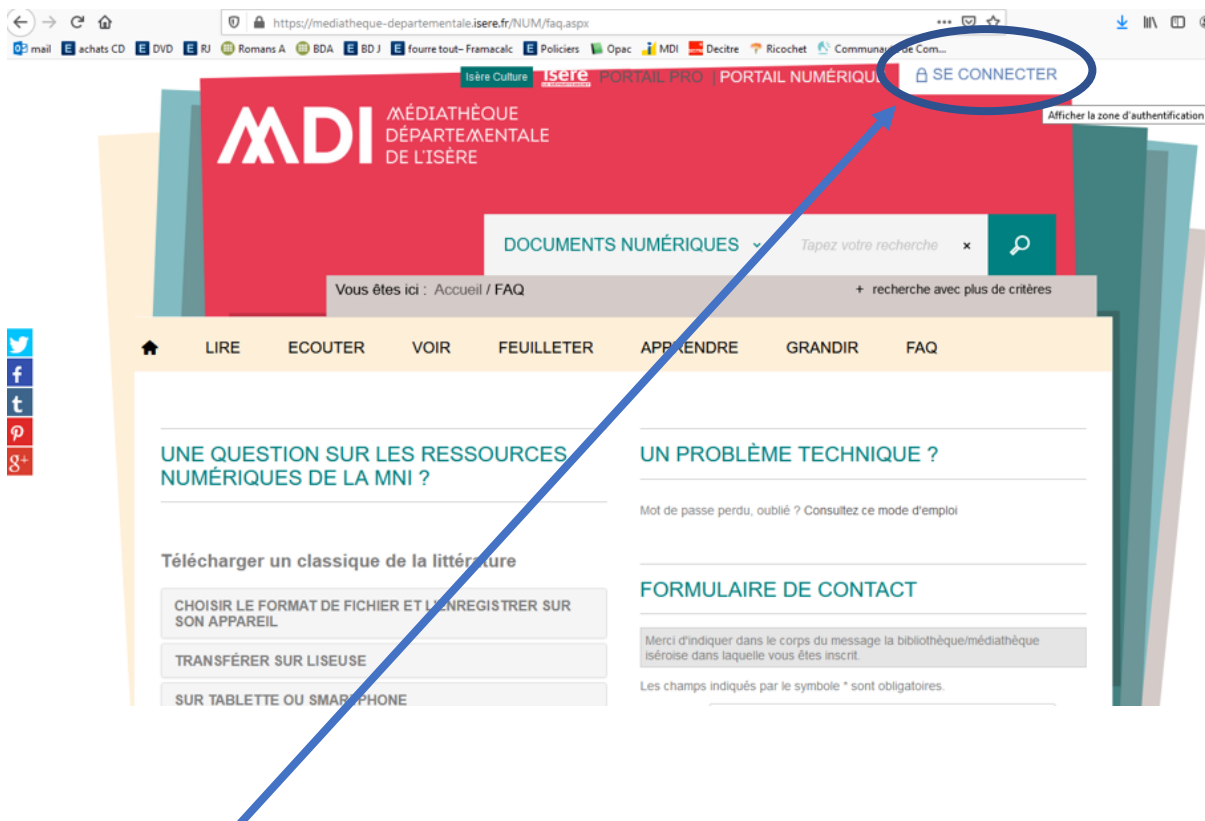 https://mediatheque-departementale.isere.fr/NUM/faq.aspx
mail achats CD DVD RJ Romans A BDA BD J fourre tout- Framacalc Policiers Opac MDI Decitre Ricochet Communauté de Com...
Isère Culture isère PORTAIL PRO | PORTAIL NUMÉRIQUE SE CONNECTER
Afficher la zone d'authentification
MDI MÉDIATHÈQUE
DÉPARTEMENTALE
DE L'ISÈRE
DOCUMENTS NUMÉRIQUES Tapez votre recherche ×
Vous êtes ici : Accueil / FAQ + recherche avec plus de critères
LIRE ECOUTER VOIR FEUILLETER APPRENDRE GRANDIR FAQ
UNE QUESTION SUR LES RESSOURCES
NUMÉRIQUES DE LA MNI ?
Télécharger un classique de la littérature
CHOISIR LE FORMAT DE FICHIER ET L'ENREGISTRER SUR
SON APPAREIL
TRANSFÉRER SUR LISEUSE
SUR TABLETTE OU SMARTPHONE
UN PROBLÈME TECHNIQUE ?
Mot de passe perdu, oublié ? Consultez ce mode d'emploi
FORMULAIRE DE CONTACT
Merci d'indiquer dans le corps du message la bibliothèque/médiathèque
iséroise dans laquelle vous êtes inscrit.
Les champs indiqués par le symbole * sont obligatoires.